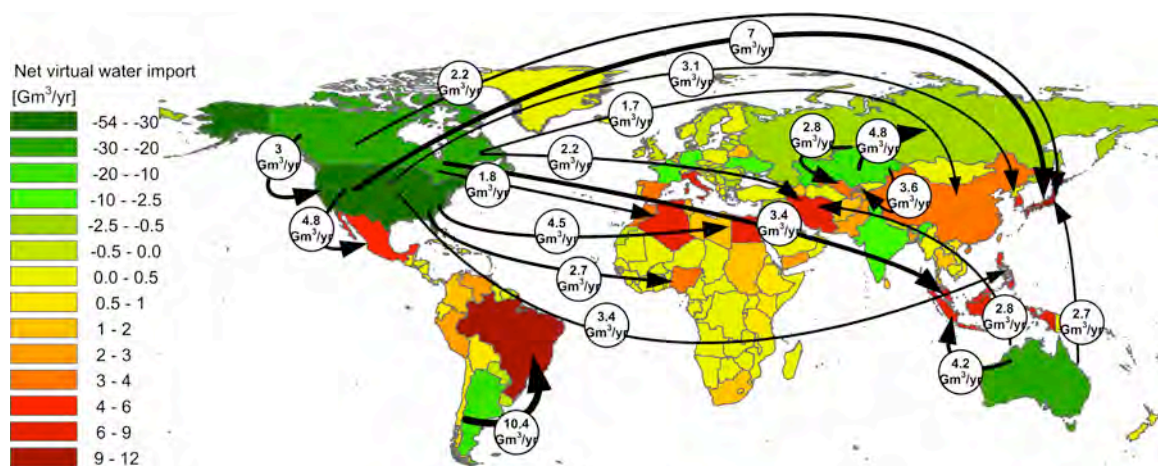 Net virtual water import
[Gm³/yr]
-54 - -30
-30 - -20
-20 - -10
-10 - -2.5
-2.5 - -0.5
-0.5 - 0.0
0.0 - 0.5
0.5 - 1
1 - 2
2 - 3
3 - 4
4 - 6
6 - 9
9 - 12
7
Gm³/yr
2.2
Gm³/yr
3.1
Gm³/yr
1.7
Gm³/yr
3
Gm³/yr
2.2
Gm³/yr
2.8
Gm³/yr
4.8
Gm³/yr
1.8
Gm³/yr
3.6
Gm³/yr
4.8
Gm³/yr
4.5
Gm³/yr
3.4
Gm³/yr
2.7
Gm³/yr
3.4
Gm³/yr
2.8
Gm³/yr
2.7
Gm³/yr
4.2
Gm³/yr
10.4
Gm³/yr